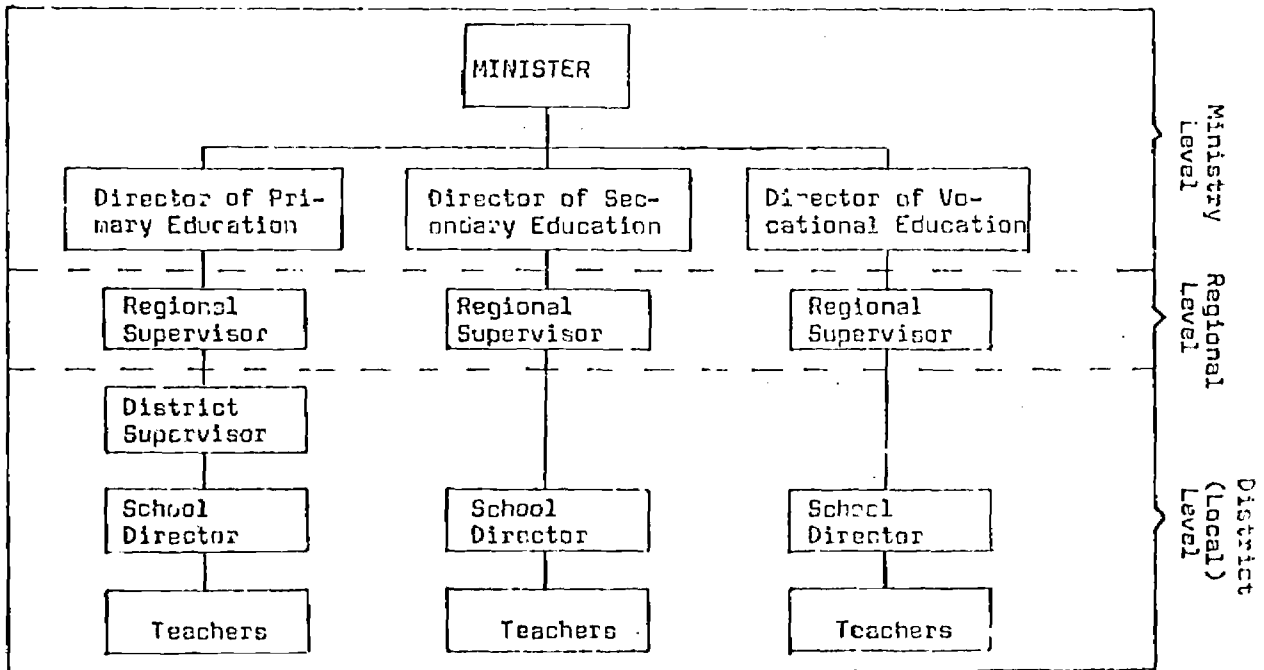 MINISTER
Director of Pri-
mary Education
Director of Sec-
ondary Education
Director of Vo-
cational Education
Regional
Supervisor
Regional
Supervisor
Regional
Supervisor
District
Supervisor
School
Director
School
Director
School
Director
Teachers
Teachers
Teachers
Ministry
Level
Regional
Level
District
(Local)
Level